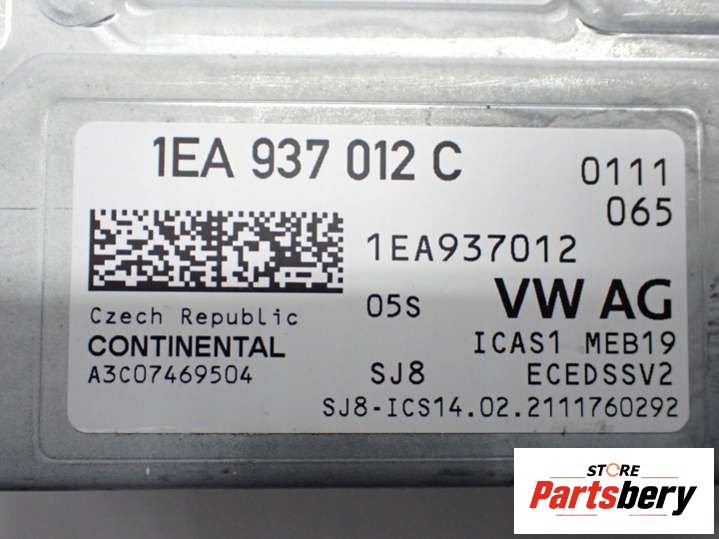 1EA 937 012 C
0111
065
1EA937012
05S
VW AG
Czech Republic
CONTINENTAL
ICAS1 MEB19
A3C07469504
SJ8
ECEDSSV2
SJ8-ICS14.02.2111760292
STORE
Partsbery